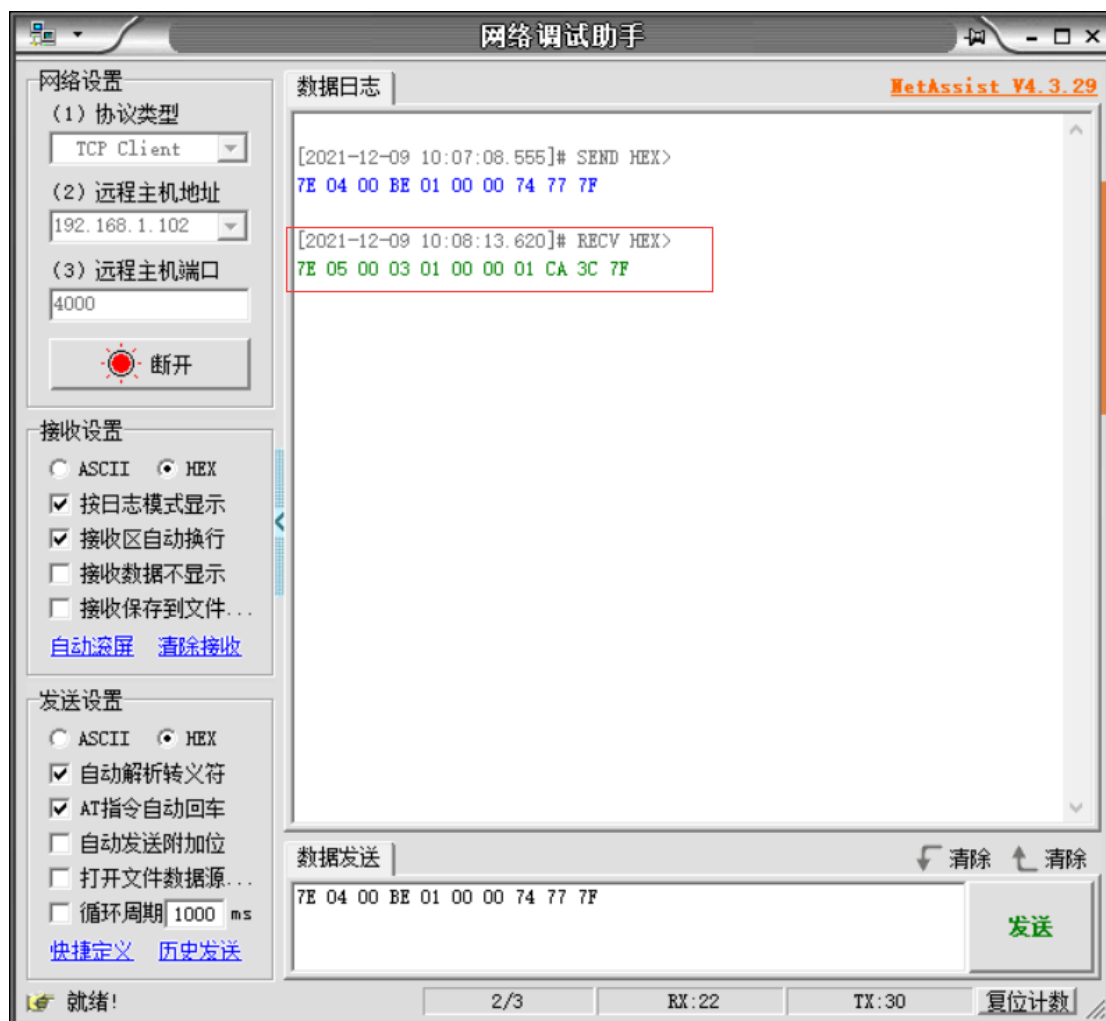 网络调试助手
网络设置
(1) 协议类型
TCP Client
(2) 远程主机地址
192.168.1.102
(3) 远程主机端口
4000
断开
接收设置
ASCII HEX
按日志模式显示
接收区自动换行
接收数据不显示
接收保存到文件...
自动滚屏 清除接收
发送设置
ASCII HEX
自动解析转义符
AT指令自动回车
自动发送附加位
打开文件数据源...
循环周期 1000 ms
快捷定义 历史发送
数据日志 NetAssist V4.3.29
[2021-12-09 10:07:08.555]# SEND HEX>
7E 04 00 BE 01 00 00 74 77 7F
[2021-12-09 10:08:13.620]# RECV HEX>
7E 05 00 03 01 00 00 01 CA 3C 7F
数据发送 清除 清除
7E 04 00 BE 01 00 00 74 77 7F
发送
就绪! 2/3 RX:22 TX:30 复位计数